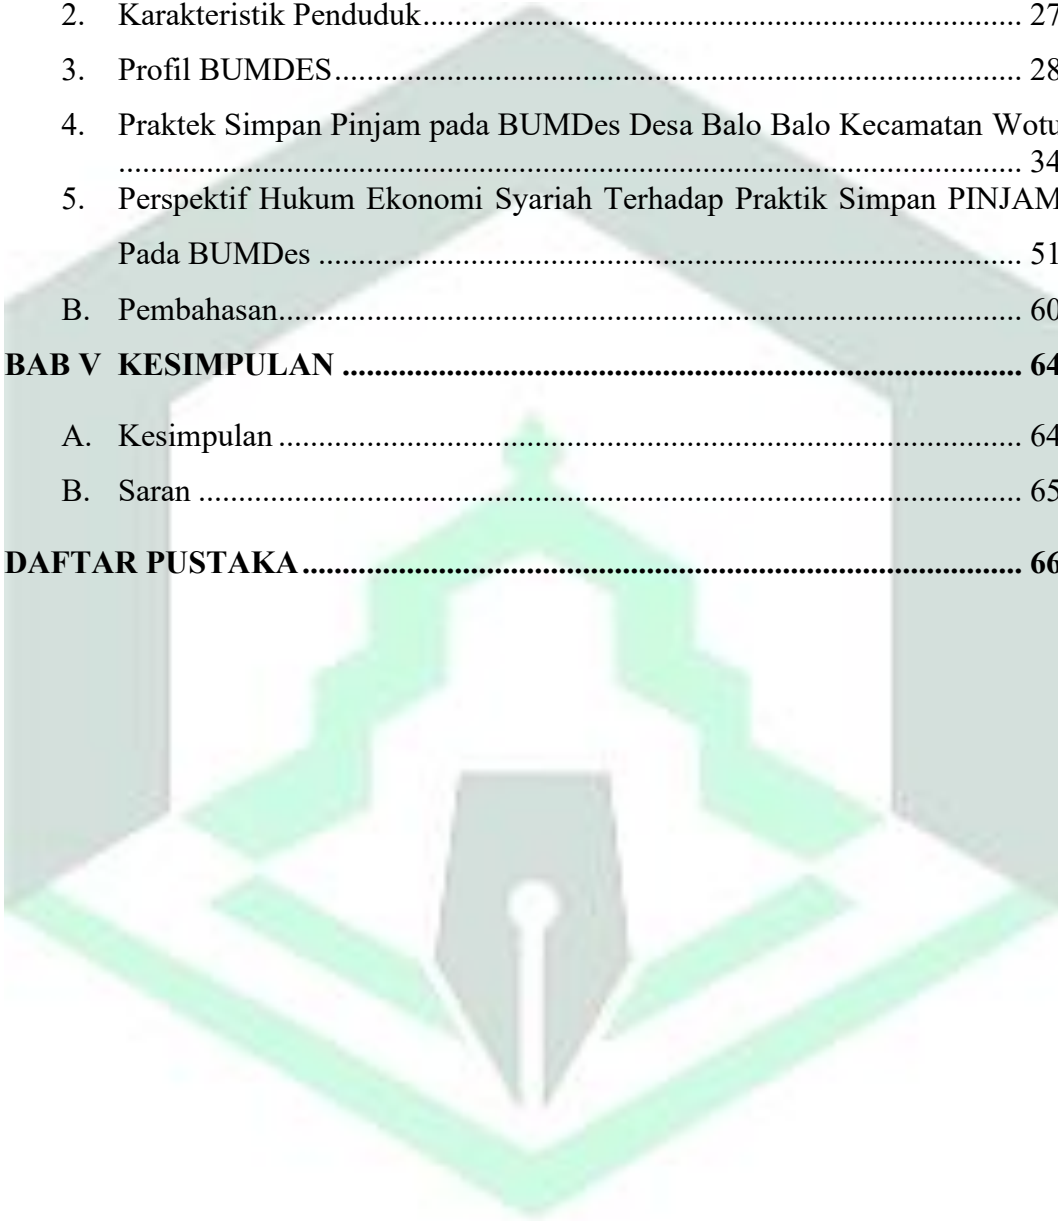 2. Karakteristik Penduduk........................................................................... 27
3. Profil BUMDES...................................................................................... 28
4. Praktek Simpan Pinjam pada BUMDes Desa Balo Balo Kecamatan Wotu
................................................................................................................. 34
5. Perspektif Hukum Ekonomi Syariah Terhadap Praktik Simpan PINJAM
Pada BUMDes ........................................................................................ 51
B. Pembahasan............................................................................................. 60
BAB V KESIMPULAN ..................................................................................... 64
A. Kesimpulan ............................................................................................. 64
B. Saran ....................................................................................................... 65
DAFTAR PUSTAKA.......................................................................................... 66